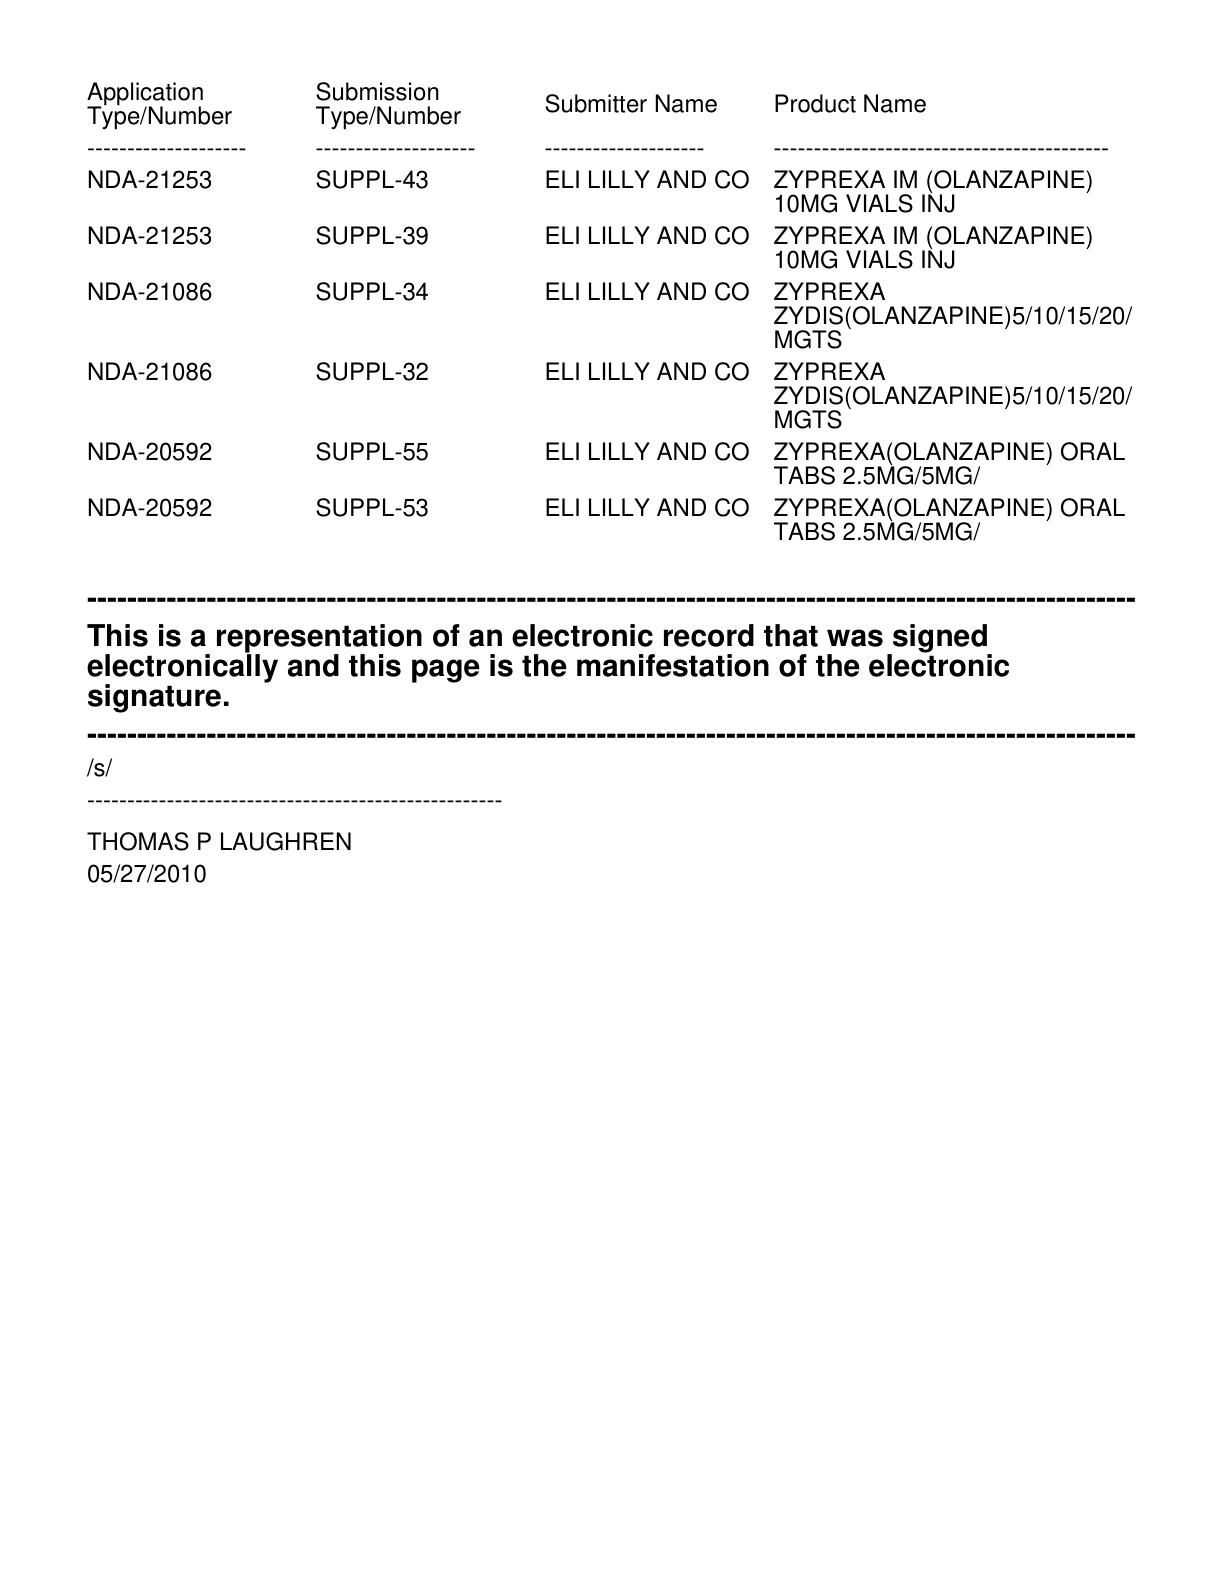 Application Type/Number Submission Type/Number Submitter Name Product Name
-------------------- -------------------- -------------------- ------------------------------------------
NDA-21253 SUPPL-43 ELI LILLY AND CO ZYPREXA IM (OLANZAPINE)
10MG VIALS INJ
NDA-21253 SUPPL-39 ELI LILLY AND CO ZYPREXA IM (OLANZAPINE)
10MG VIALS INJ
NDA-21086 SUPPL-34 ELI LILLY AND CO ZYPREXA
ZYDIS(OLANZAPINE)5/10/15/20/
MGTS
NDA-21086 SUPPL-32 ELI LILLY AND CO ZYPREXA
ZYDIS(OLANZAPINE)5/10/15/20/
MGTS
NDA-20592 SUPPL-55 ELI LILLY AND CO ZYPREXA(OLANZAPINE) ORAL
TABS 2.5MG/5MG/
NDA-20592 SUPPL-53 ELI LILLY AND CO ZYPREXA(OLANZAPINE) ORAL
TABS 2.5MG/5MG/
---------------------------------------------------------------------------------------------------------
This is a representation of an electronic record that was signed
electronically and this page is the manifestation of the electronic
signature.
---------------------------------------------------------------------------------------------------------
/s/
----------------------------------------------------
THOMAS P LAUGHREN
05/27/2010